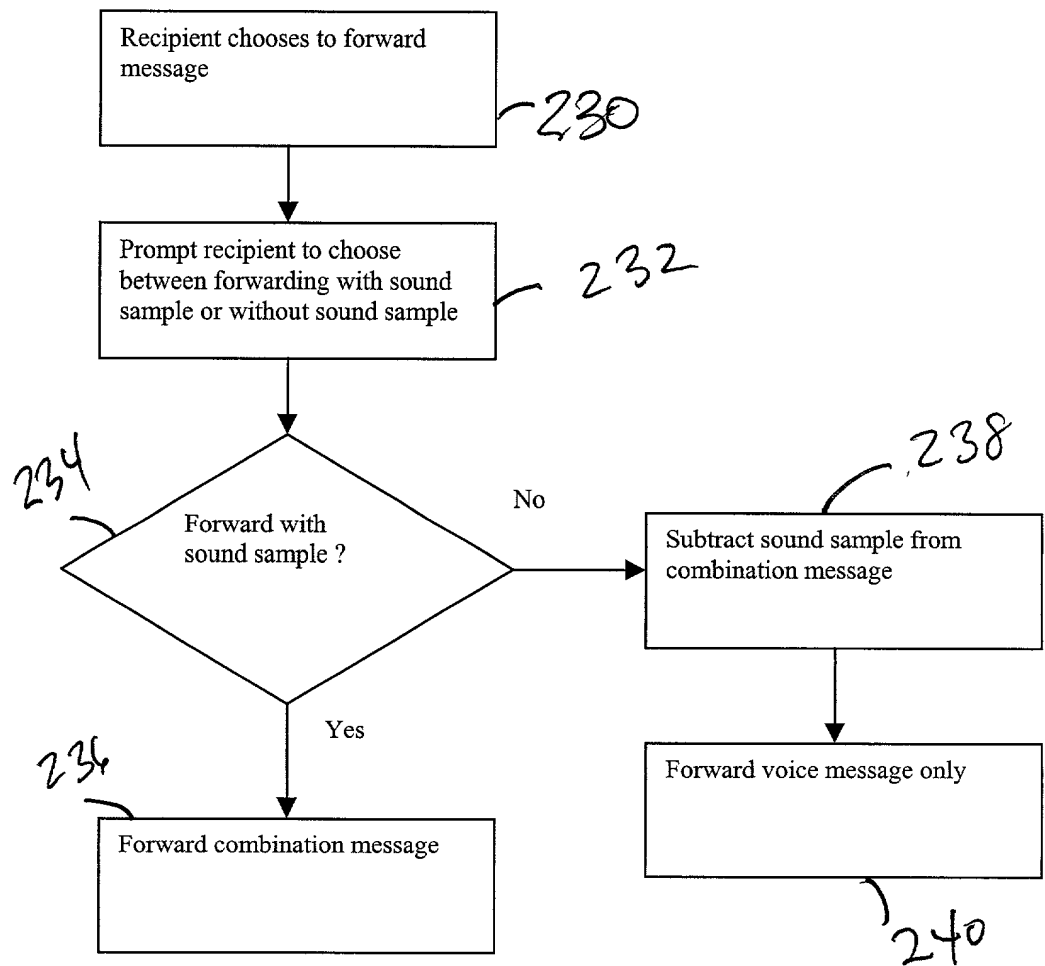 Recipient chooses to forward
message
230
Prompt recipient to choose
between forwarding with sound
sample or without sound sample
232
234
Forward with
sound sample ?
No
238
Subtract sound sample from
combination message
Yes
236
Forward combination message
Forward voice message only
240